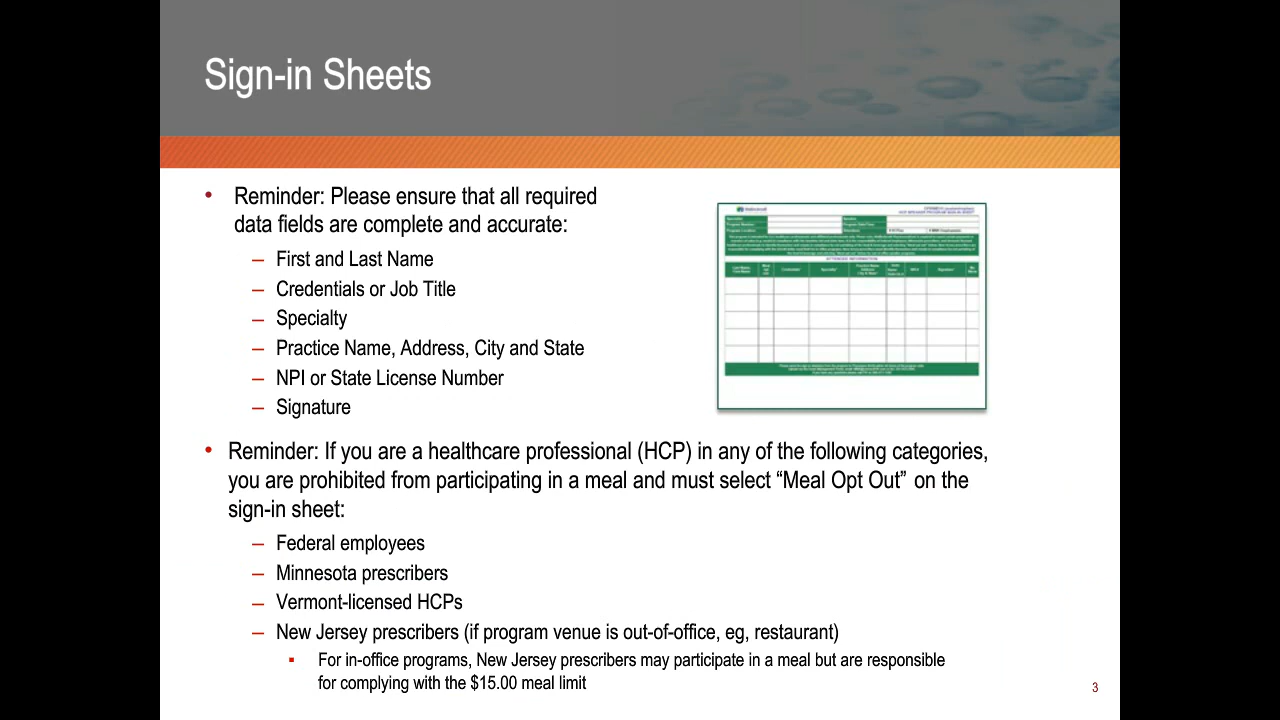 Sign-in Sheets
• Reminder: Please ensure that all required
data fields are complete and accurate:
– First and Last Name
– Credentials or Job Title
– Specialty
– Practice Name, Address, City and State
– NPI or State License Number
– Signature
ATTENDEE INFORMATION
• Reminder: If you are a healthcare professional (HCP) in any of the following categories,
you are prohibited from participating in a meal and must select “Meal Opt Out” on the
sign-in sheet:
– Federal employees
– Minnesota prescribers
– Vermont-licensed HCPs
– New Jersey prescribers (if program venue is out-of-office, eg, restaurant)
▪ For in-office programs, New Jersey prescribers may participate in a meal but are responsible
for complying with the $15.00 meal limit
3